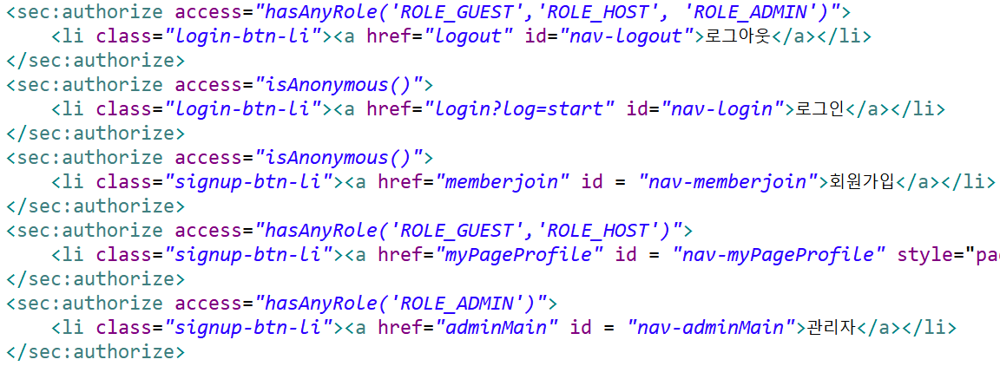 <sec:authorize access="hasAnyRole('ROLE_GUEST','ROLE_HOST', 'ROLE_ADMIN')">
    <li class="login-btn-li"><a href="logout" id="nav-logout">로그아웃</a></li>
</sec:authorize>
<sec:authorize access="isAnonymous()">
    <li class="login-btn-li"><a href="login?log=start" id="nav-login">로그인</a></li>
</sec:authorize>
<sec:authorize access="isAnonymous()">
    <li class="signup-btn-li"><a href="memberjoin" id = "nav-memberjoin">회원가입</a></li>
</sec:authorize>
<sec:authorize access="hasAnyRole('ROLE_GUEST','ROLE_HOST')">
    <li class="signup-btn-li"><a href="myPageProfile" id = "nav-myPageProfile" style="pad
</sec:authorize>
<sec:authorize access="hasAnyRole('ROLE_ADMIN')">
    <li class="signup-btn-li"><a href="adminMain" id = "nav-adminMain">관리자</a></li>
</sec:authorize>